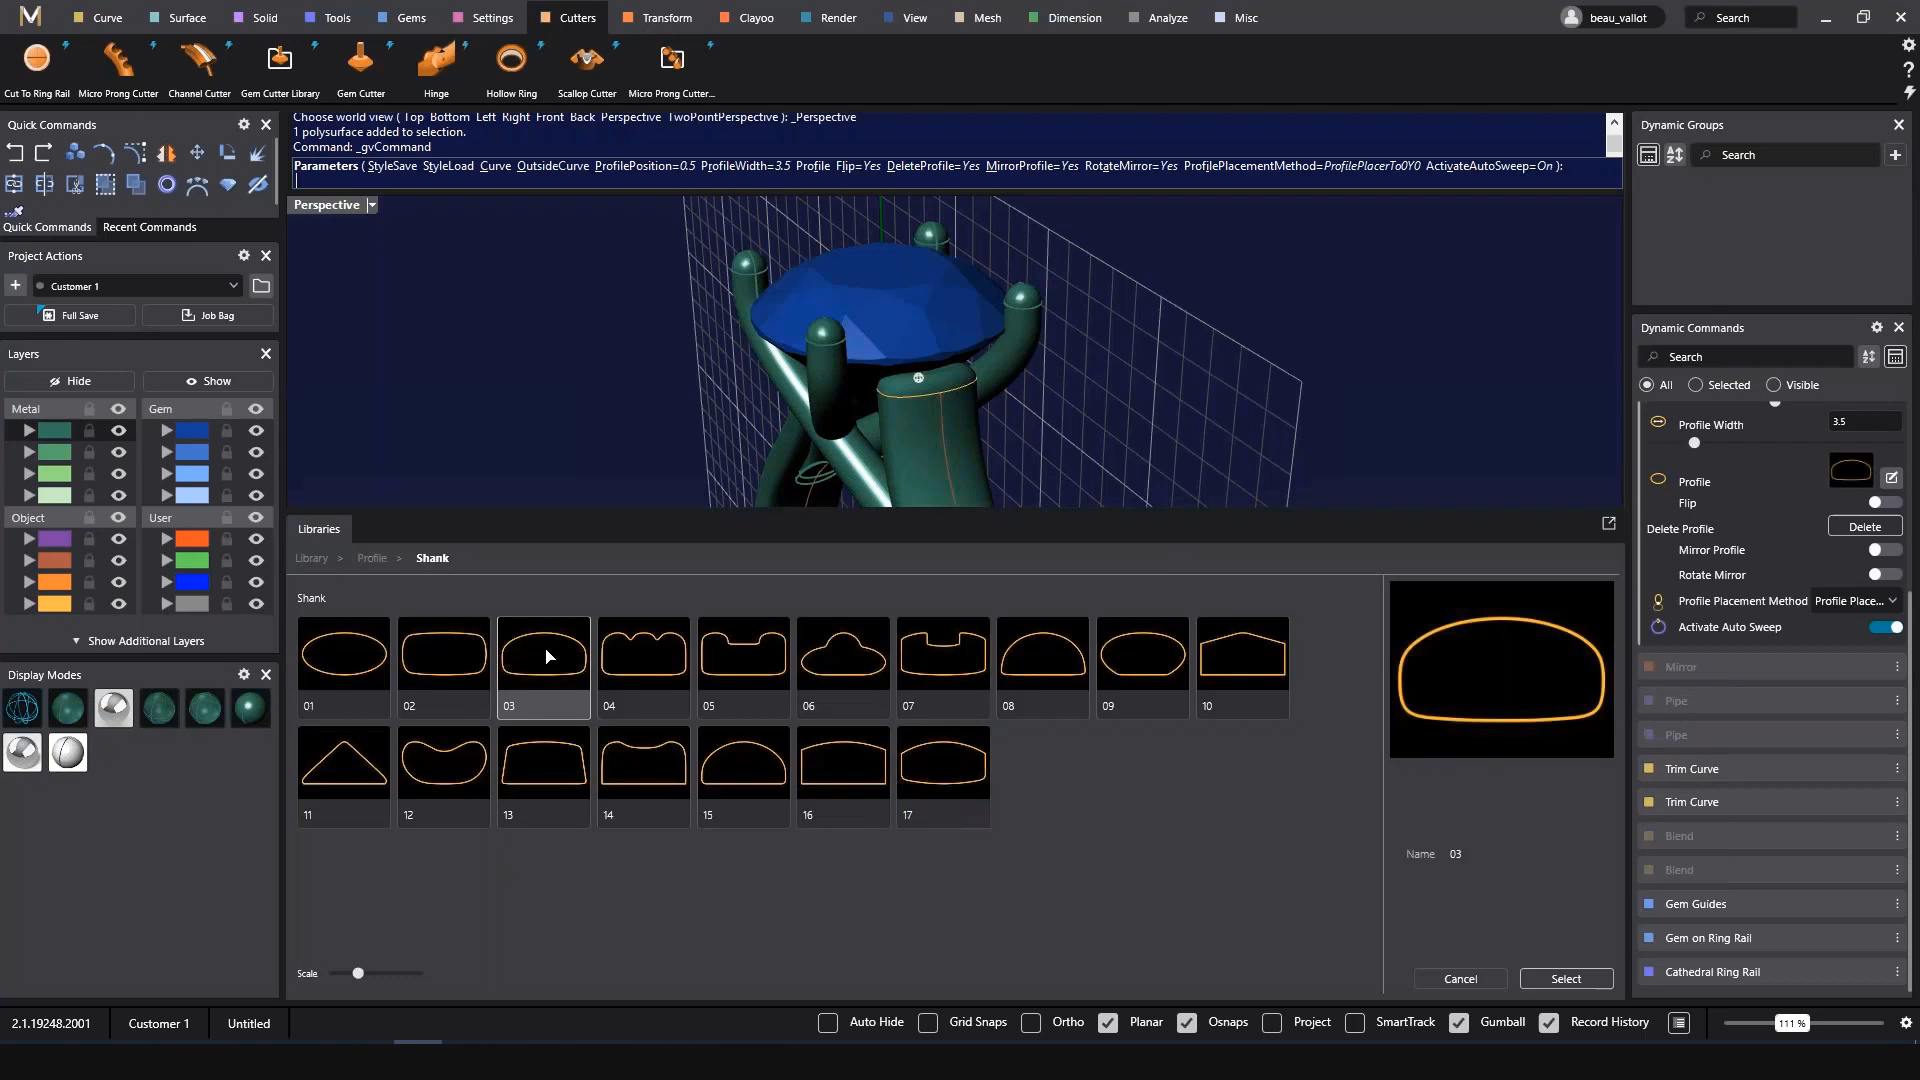 Curve Surface Solid Tools Gems Settings Cutters Transform Clayoo Render View Mesh Dimension Analyze Misc beau_vallot Search
Cut To Ring Rail Micro Prong Cutter Channel Cutter Gem Cutter Library Gem Cutter Hinge Hollow Ring Scallop Cutter Micro Prong Cutter...
Quick Commands
Quick Commands Recent Commands
Project Actions
Customer 1
Full Save Job Bag
Layers
Hide Show
Metal Gem
Object User
Show Additional Layers
Display Modes
Choose world view ( Top Bottom Left Right Front Back Perspective TwoPointPerspective ): _Perspective
1 polysurface added to selection.
Command: _gvCommand
Parameters ( StyleSave StyleLoad Curve OutsideCurve ProfilePosition=0.5 ProfileWidth=3.5 Profile Flip=Yes DeleteProfile=Yes MirrorProfile=Yes RotateMirror=Yes ProfilePlacementMethod=ProfilePlacerTo0Y0 ActivateAutoSweep=On ):
Perspective
Libraries
Library > Profile > Shank
Shank
01 02 03 04 05 06 07 08 09 10
11 12 13 14 15 16 17
Scale
Name 03
Cancel Select
Dynamic Groups
Search
Dynamic Commands
Search
All Selected Visible
Profile Width 3.5
Profile
Flip
Delete Profile Delete
Mirror Profile
Rotate Mirror
Profile Placement Method Profile Place...
Activate Auto Sweep
Mirror
Pipe
Pipe
Trim Curve
Trim Curve
Blend
Blend
Gem Guides
Gem on Ring Rail
Cathedral Ring Rail
2.1.19248.2001 Customer 1 Untitled Auto Hide Grid Snaps Ortho Planar Osnaps Project SmartTrack Gumball Record History 111 %